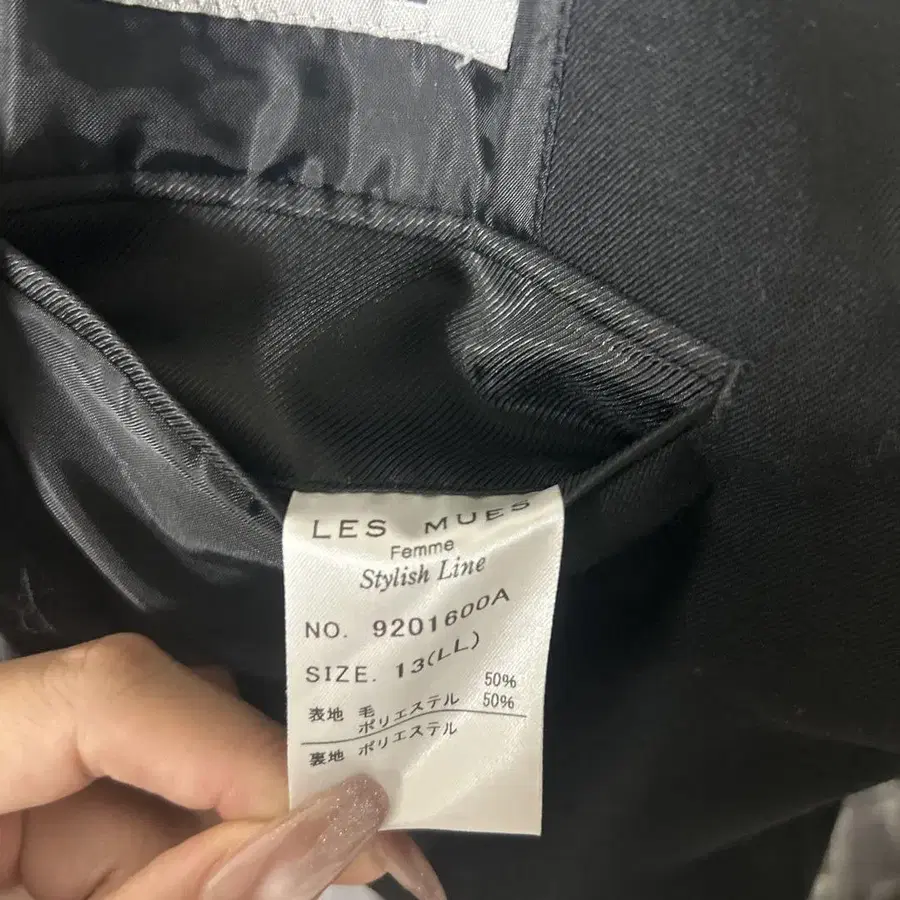 LES MUES
Femme
Stylish Line
NO. 9201600A
SIZE. 13(LL)
表地 毛 50%
ポリエステル 50%
裏地 ポリエステル